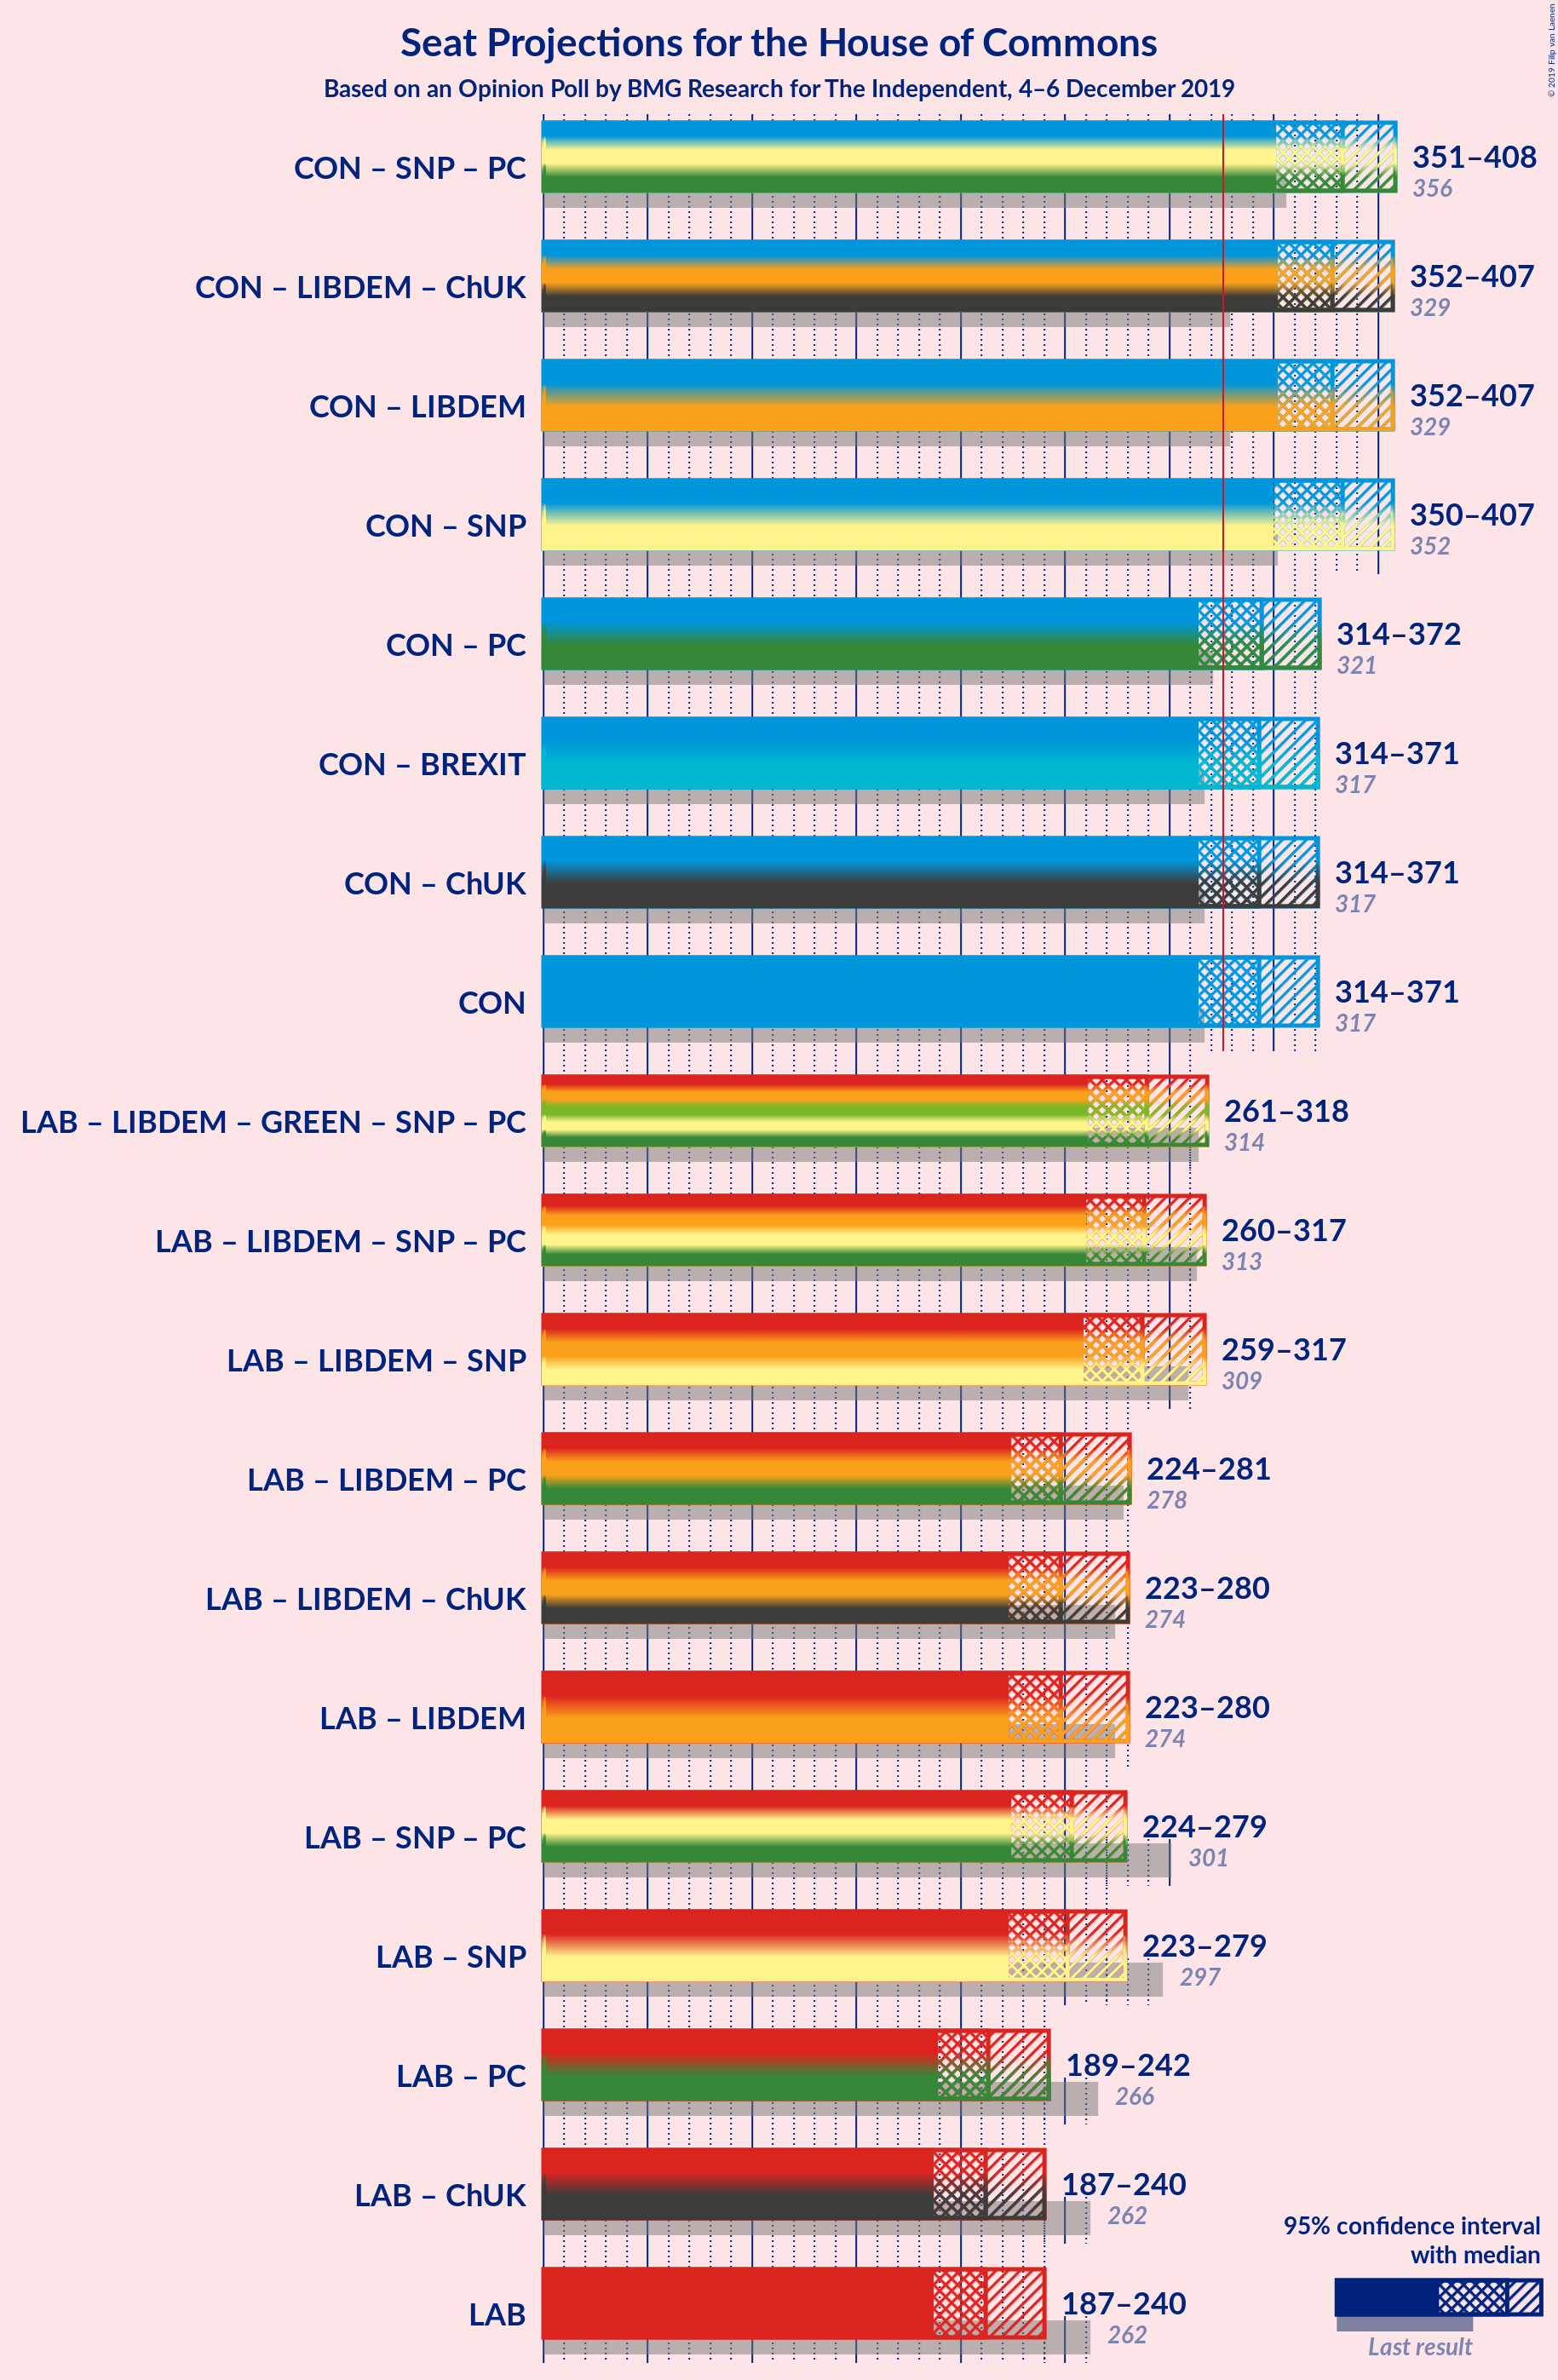 © 2019 Filip van Laenen
Seat Projections for the House of Commons
Based on an Opinion Poll by BMG Research for The Independent, 4–6 December 2019
CON – SNP – PC
351–408
356
CON – LIBDEM – ChUK
352–407
329
CON – LIBDEM
352–407
329
CON – SNP
350–407
352
CON – PC
314–372
321
CON – BREXIT
314–371
317
CON – ChUK
314–371
317
CON
314–371
317
LAB – LIBDEM – GREEN – SNP – PC
261–318
314
LAB – LIBDEM – SNP – PC
260–317
313
LAB – LIBDEM – SNP
259–317
309
LAB – LIBDEM – PC
224–281
278
LAB – LIBDEM – ChUK
223–280
274
LAB – LIBDEM
223–280
274
LAB – SNP – PC
224–279
301
LAB – SNP
223–279
297
LAB – PC
189–242
266
LAB – ChUK
187–240
262
LAB
187–240
262
95% confidence interval
with median
Last result